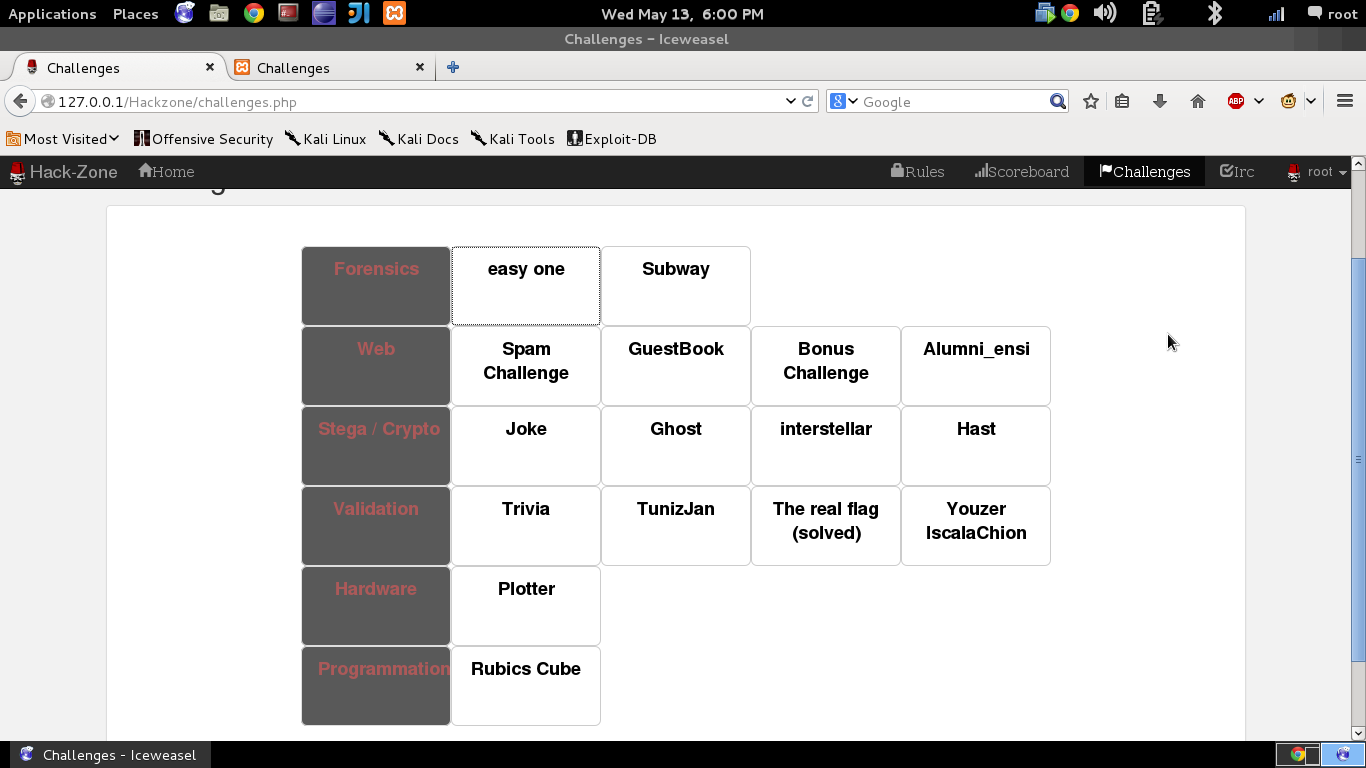 Applications Places Wed May 13, 6:00 PM root
Challenges - Iceweasel
Challenges Challenges
127.0.0.1/Hackzone/challenges.php Google ABP
Most Visited Offensive Security Kali Linux Kali Docs Kali Tools Exploit-DB
Hack-Zone Home Rules Scoreboard Challenges Irc root
Forensics easy one Subway
Web Spam Challenge GuestBook Bonus Challenge Alumni_ensi
Stega / Crypto Joke Ghost interstellar Hast
Validation Trivia TunizJan The real flag (solved) Youzer IscalaChion
Hardware Plotter
Programmation Rubics Cube
Challenges - Iceweasel